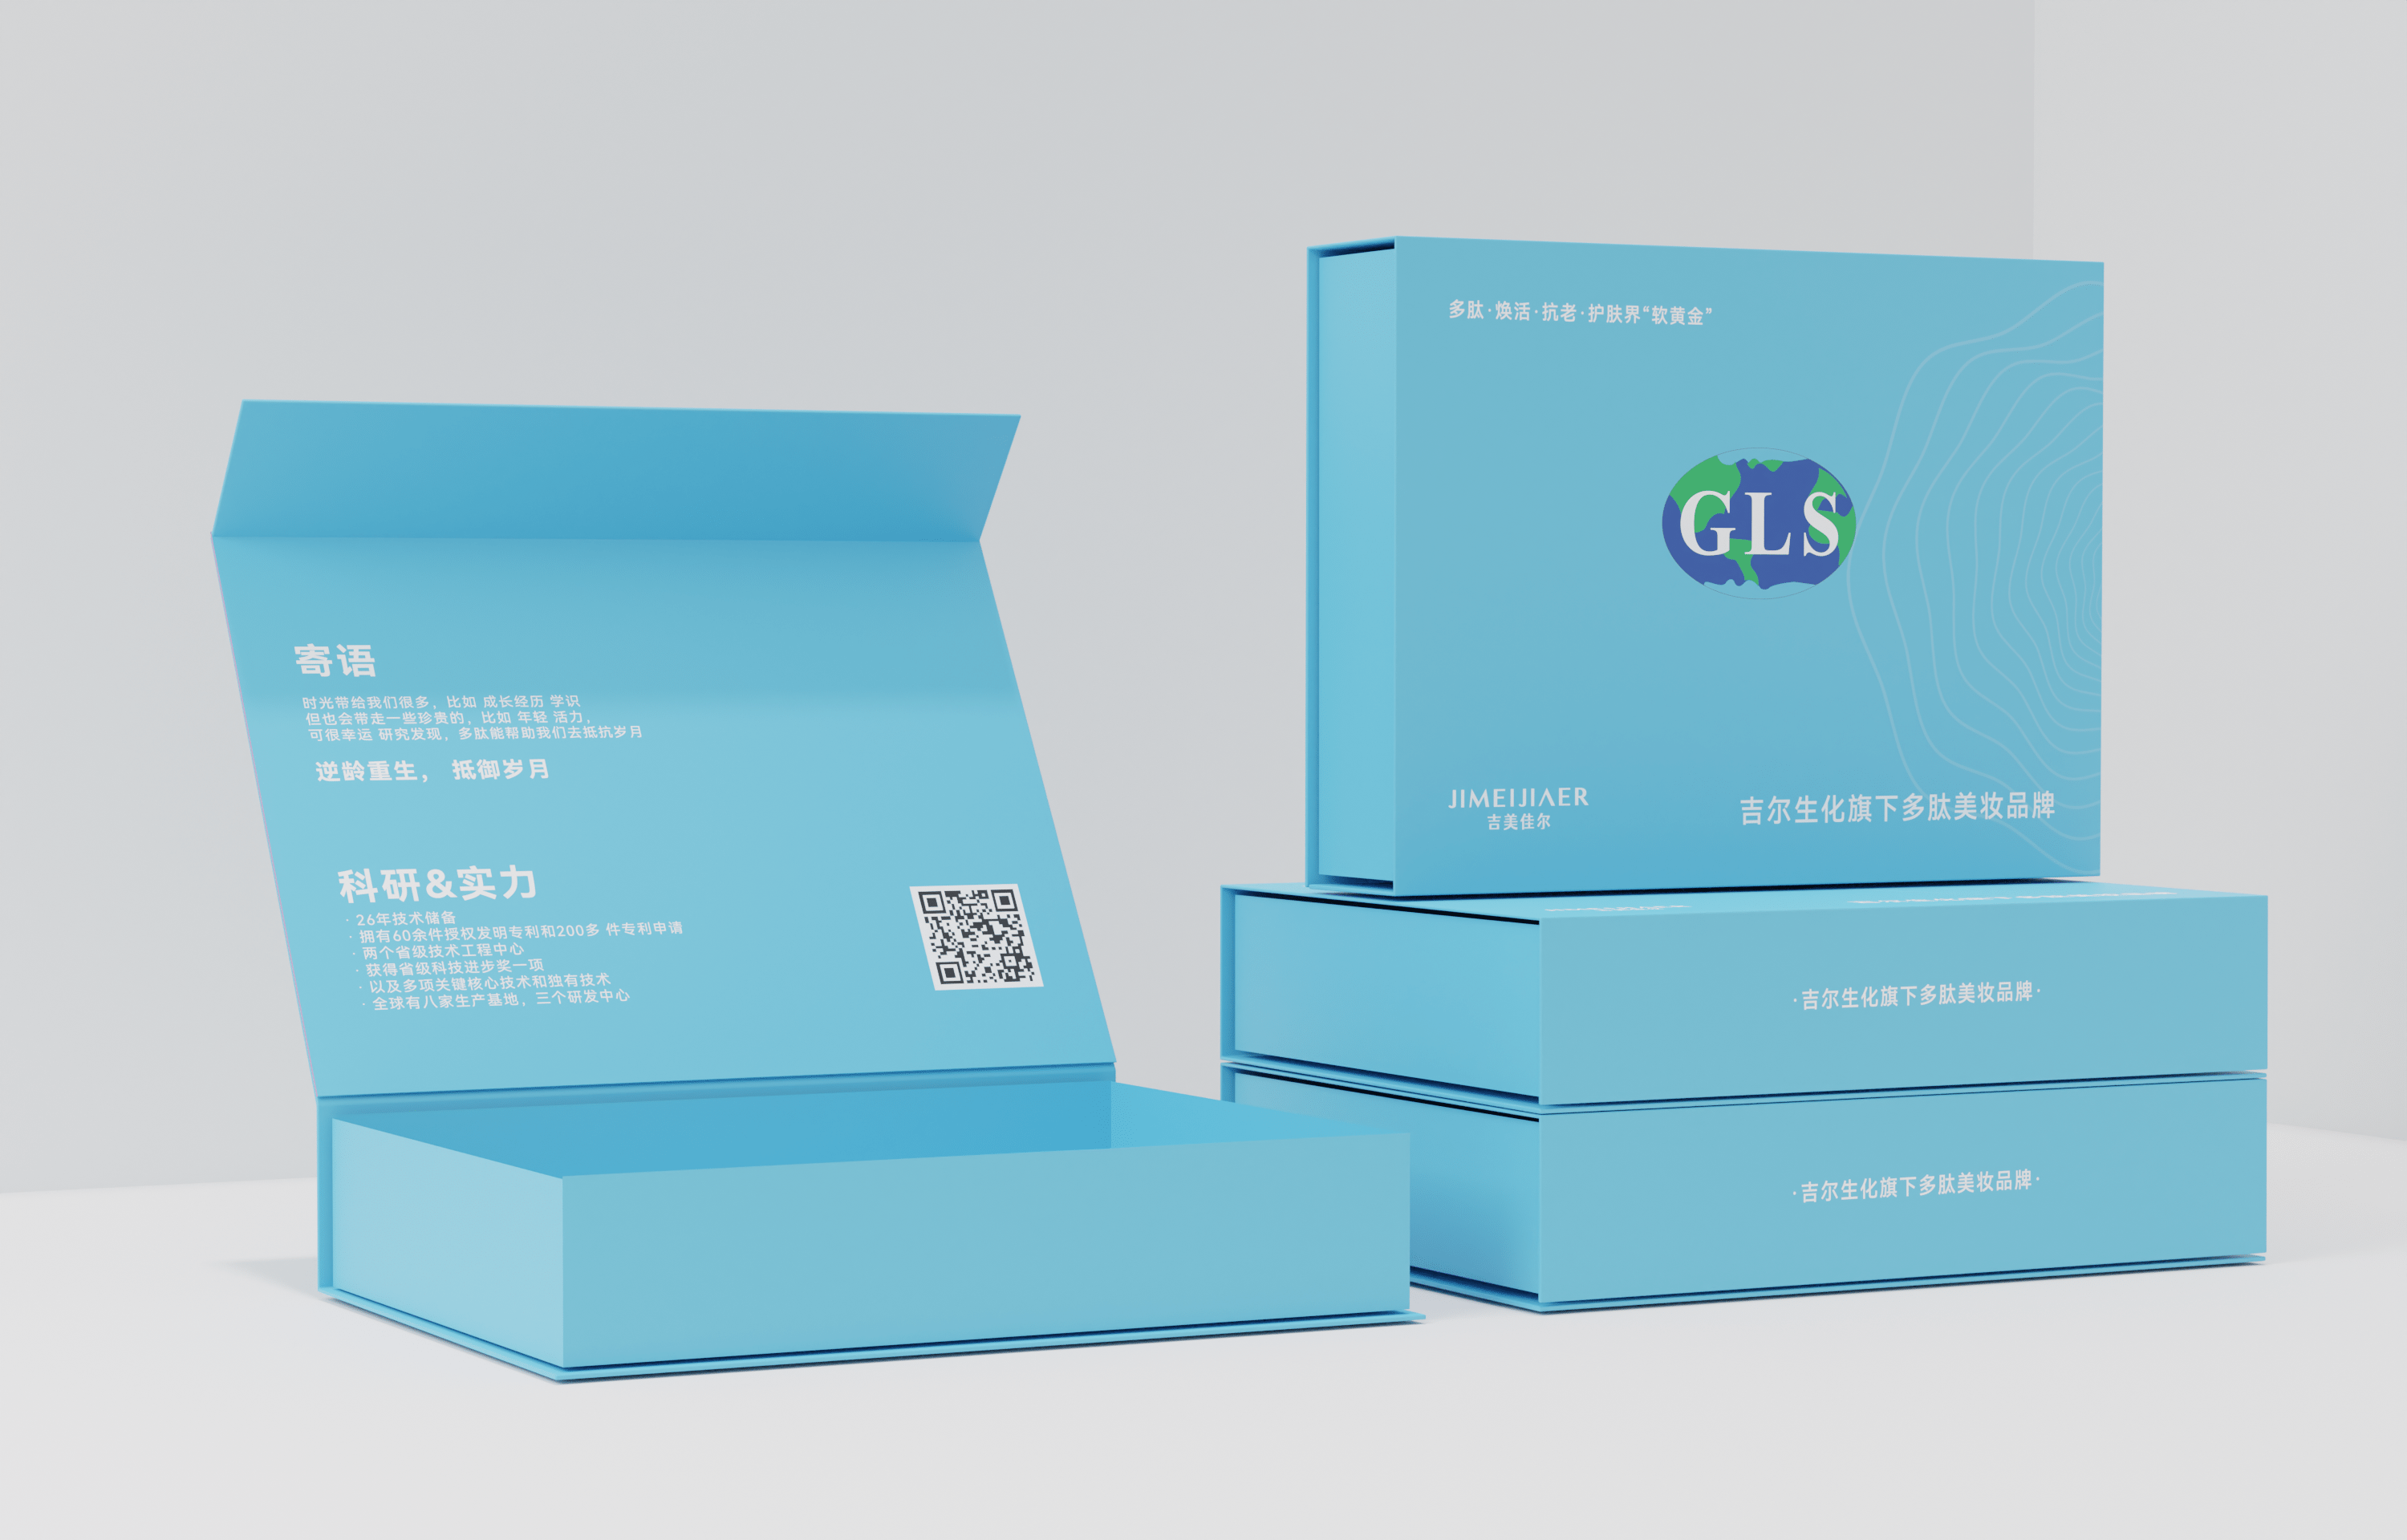 寄语
时光带给我们很多，比如 成长经历 学识
但也会带走一些珍贵的，比如 年轻 活力，
可很幸运 研究发现，多肽能帮助我们去抵抗岁月
逆龄重生， 抵御岁月
科研&实力
· 26年技术储备
· 拥有60余件授权发明专利和200多 件专利申请
· 两个省级技术工程中心
· 获得省级科技进步奖一项
· 以及多项关键核心技术和独有技术
· 全球有八家生产基地，三个研发中心
多肽·焕活·抗老·护肤界“软黄金”
GLS
JIMEIJIAER
吉美佳尔
吉尔生化旗下多肽美妆品牌
·吉尔生化旗下多肽美妆品牌·
·吉尔生化旗下多肽美妆品牌·